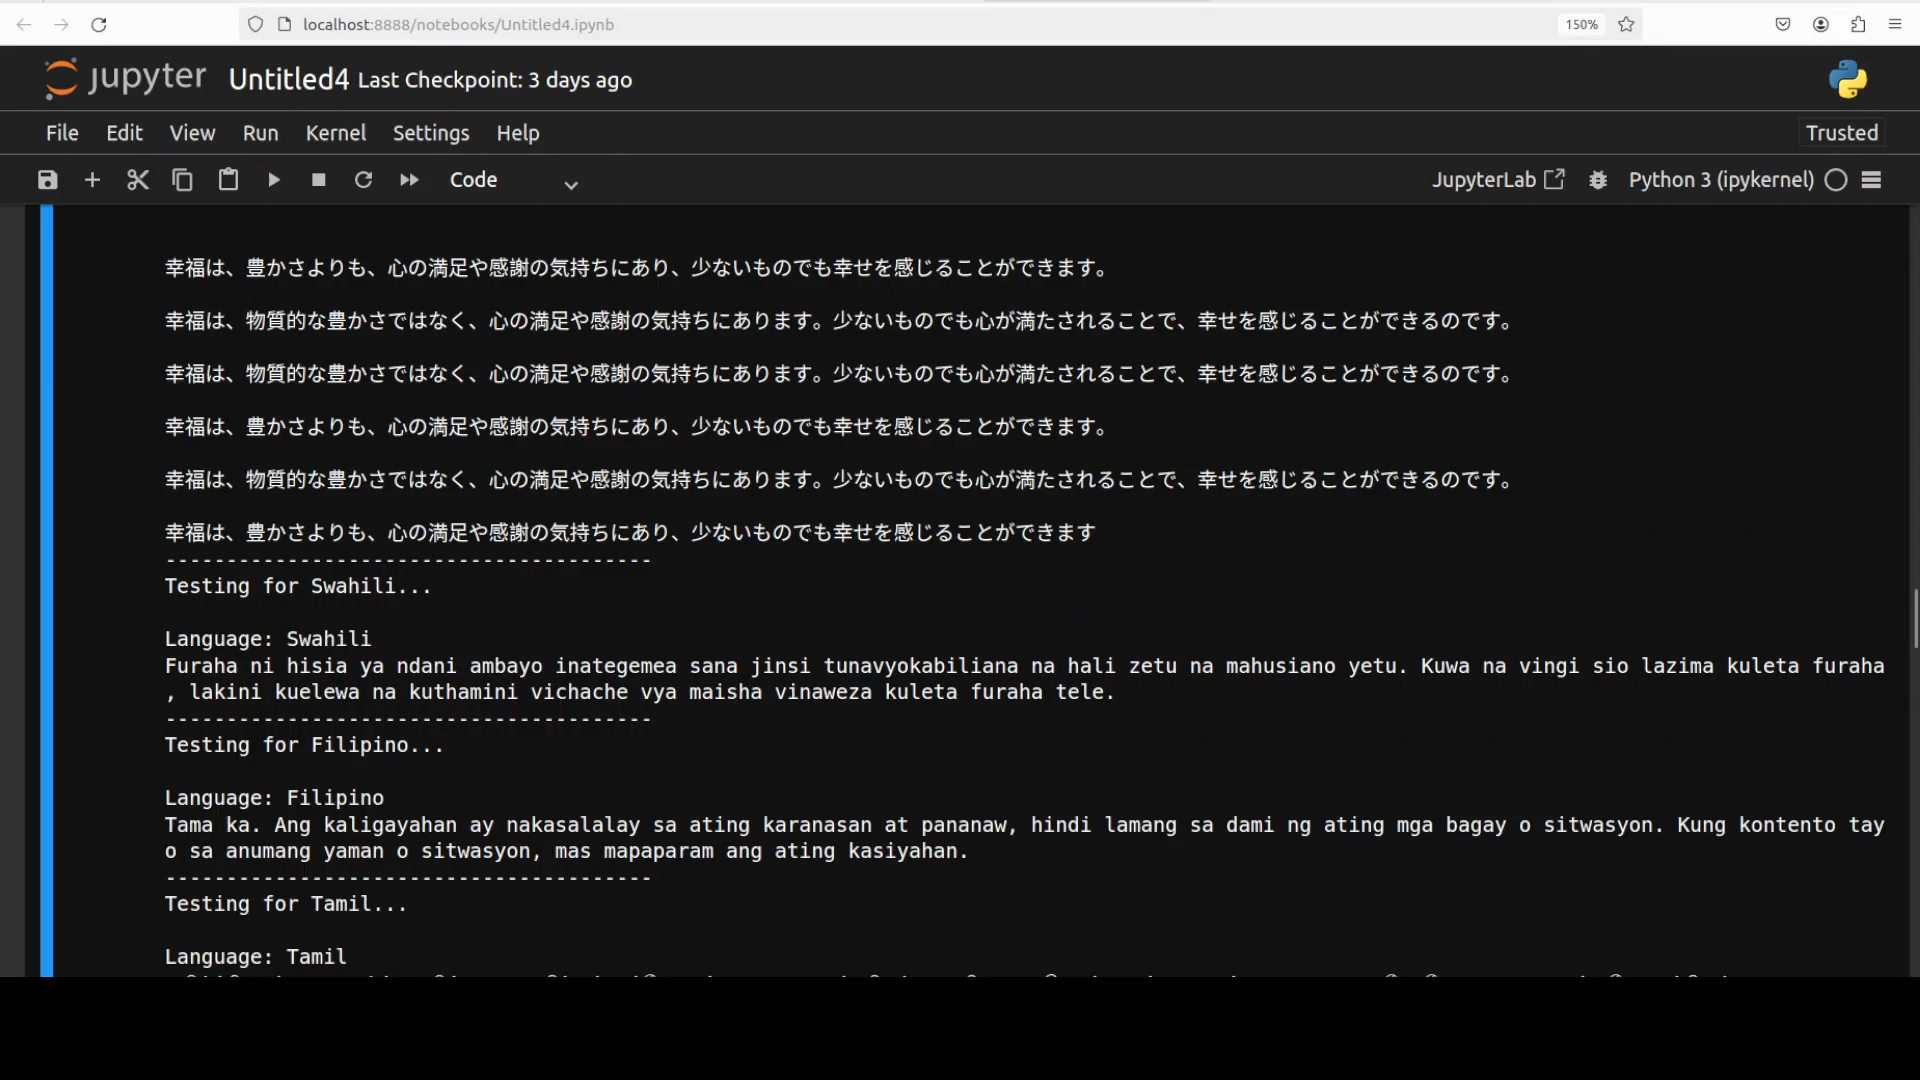 localhost:8888/notebooks/Untitled4.ipynb
150%
jupyter Untitled4 Last Checkpoint: 3 days ago
File Edit View Run Kernel Settings Help
Trusted
Code
JupyterLab
Python 3 (ipykernel)
幸福は、豊かさよりも、心の満足や感謝の気持ちにあり、少ないものでも幸せを感じることができます。
幸福は、物質的な豊かさではなく、心の満足や感謝の気持ちにあります。少ないものでも心が満たされることで、幸せを感じることができるのです。
幸福は、物質的な豊かさではなく、心の満足や感謝の気持ちにあります。少ないものでも心が満たされることで、幸せを感じることができるのです。
幸福は、豊かさよりも、心の満足や感謝の気持ちにあり、少ないものでも幸せを感じることができます。
幸福は、物質的な豊かさではなく、心の満足や感謝の気持ちにあります。少ないものでも心が満たされることで、幸せを感じることができるのです。
幸福は、豊かさよりも、心の満足や感謝の気持ちにあり、少ないものでも幸せを感じることができます
----------------------------------------
Testing for Swahili...
Language: Swahili
Furaha ni hisia ya ndani ambayo inategemea sana jinsi tunavyokabiliana na hali zetu na mahusiano yetu. Kuwa na vingi sio lazima kuleta furaha
, lakini kuelewa na kuthamini vichache vya maisha vinaweza kuleta furaha tele.
----------------------------------------
Testing for Filipino...
Language: Filipino
Tama ka. Ang kaligayahan ay nakasalalay sa ating karanasan at pananaw, hindi lamang sa dami ng ating mga bagay o sitwasyon. Kung kontento tay
o sa anumang yaman o sitwasyon, mas mapaparam ang ating kasiyahan.
----------------------------------------
Testing for Tamil...
Language: Tamil